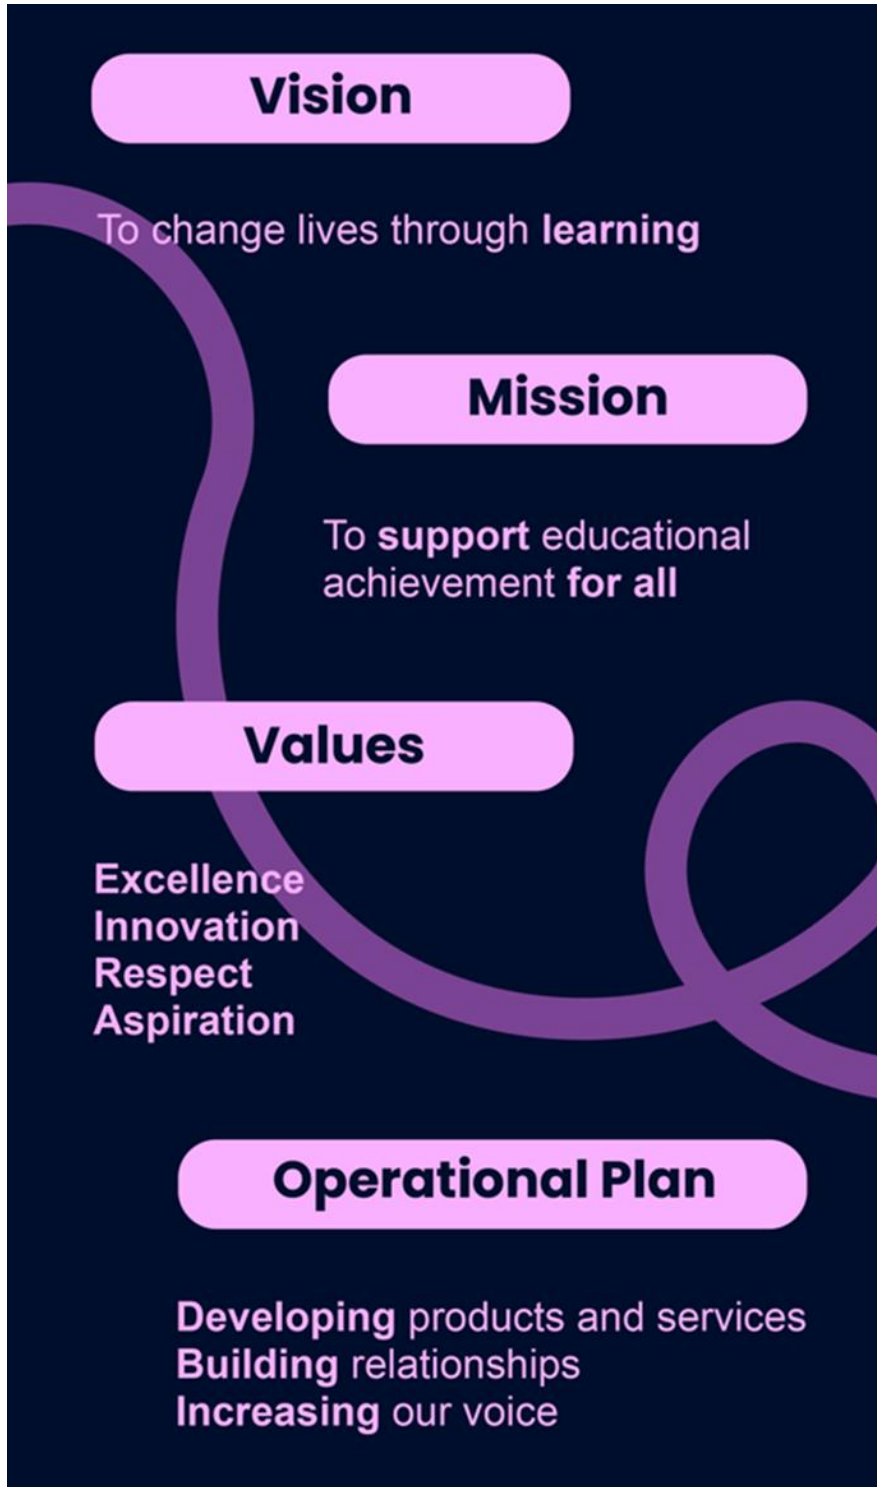 Vision
To change lives through learning
Mission
To support educational
achievement for all
Values
Excellence
Innovation
Respect
Aspiration
Operational Plan
Developing products and services
Building relationships
Increasing our voice